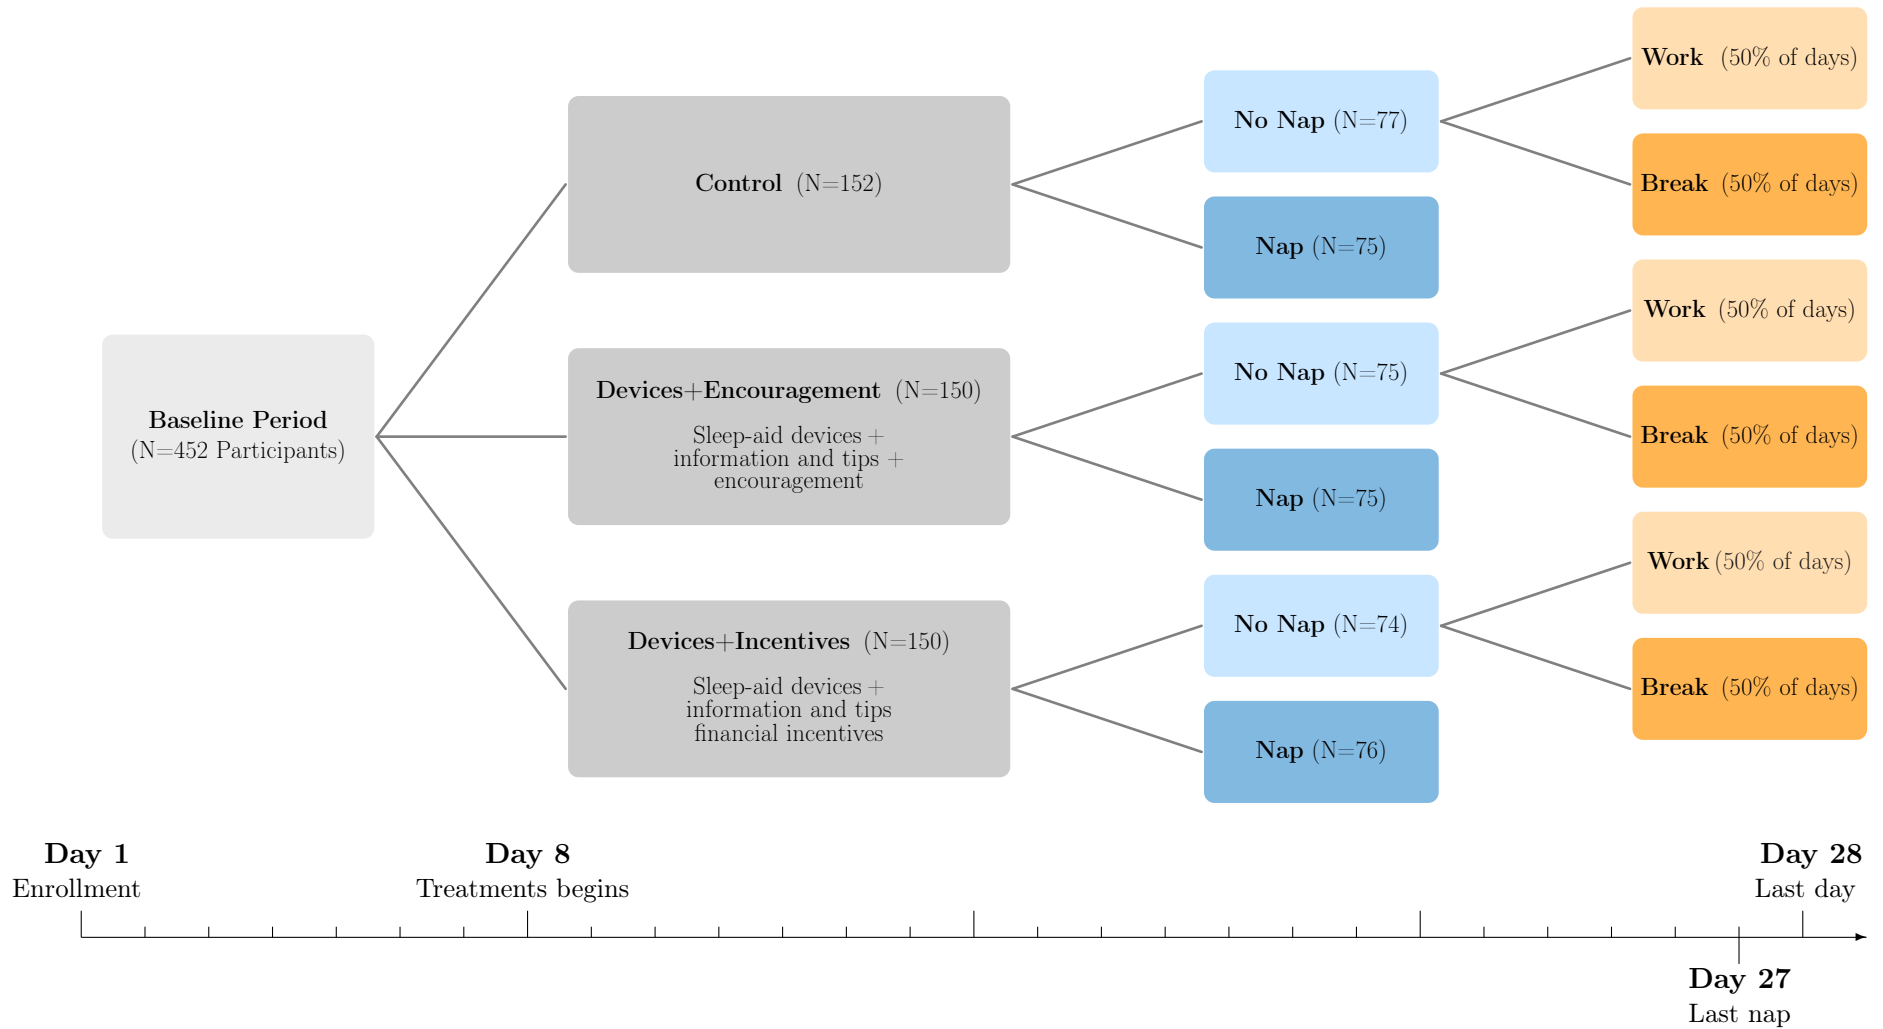 Baseline Period
(N=452 Participants)
Control (N=152)
Devices+Encouragement (N=150)
Sleep-aid devices +
information and tips +
encouragement
Devices+Incentives (N=150)
Sleep-aid devices +
information and tips
financial incentives
No Nap (N=77)
Nap (N=75)
No Nap (N=75)
Nap (N=75)
No Nap (N=74)
Nap (N=76)
Work (50% of days)
Break (50% of days)
Work (50% of days)
Break (50% of days)
Work (50% of days)
Break (50% of days)
Day 1
Enrollment
Day 8
Treatments begins
Day 28
Last day
Day 27
Last nap